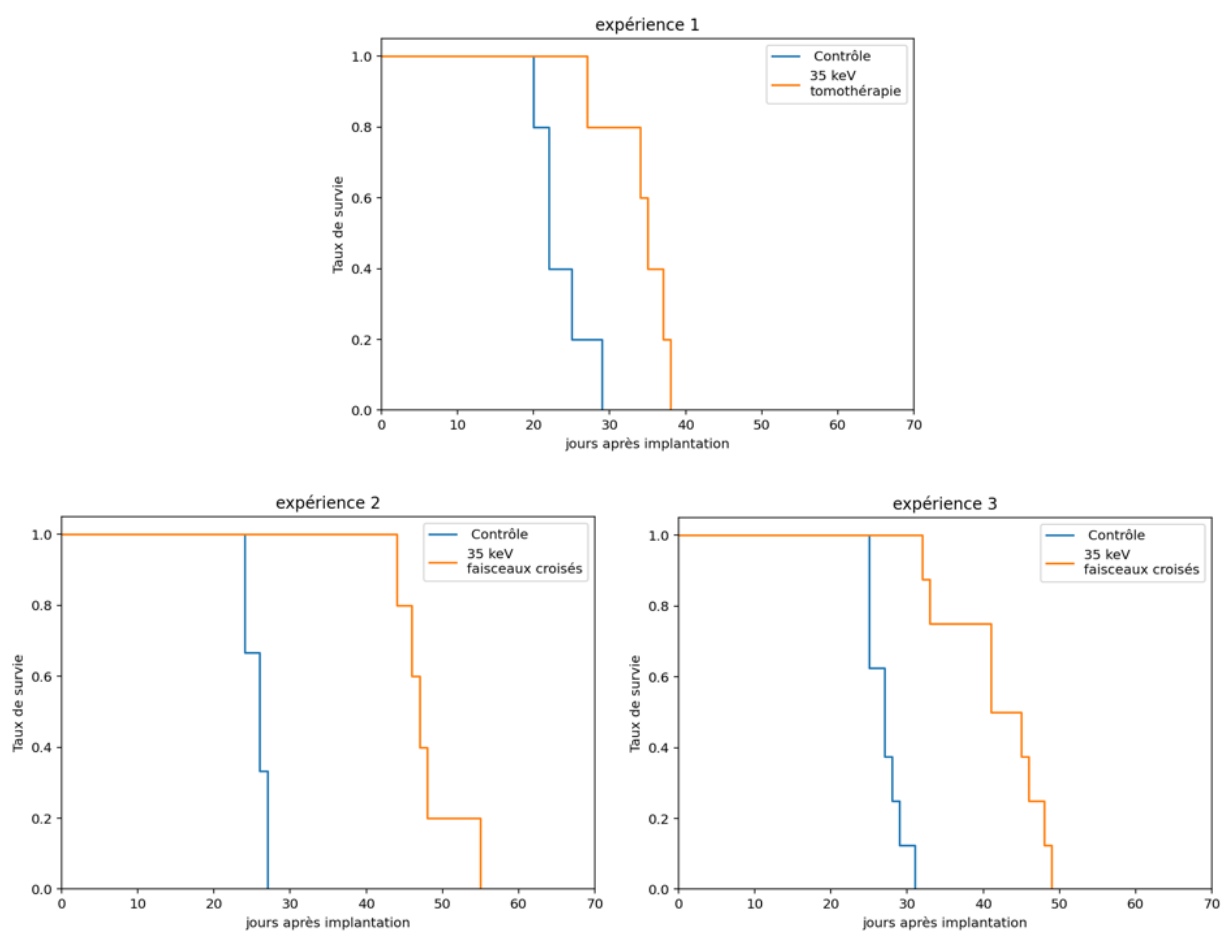 expérience 1
Contrôle
35 keV
tomothérapie
Taux de survie
1.0
0.8
0.6
0.4
0.2
0.0
0 10 20 30 40 50 60 70
jours après implantation
expérience 2
Contrôle
35 keV
faisceaux croisés
Taux de survie
1.0
0.8
0.6
0.4
0.2
0.0
0 10 20 30 40 50 60 70
jours après implantation
expérience 3
Contrôle
35 keV
faisceaux croisés
Taux de survie
1.0
0.8
0.6
0.4
0.2
0.0
0 10 20 30 40 50 60 70
jours après implantation